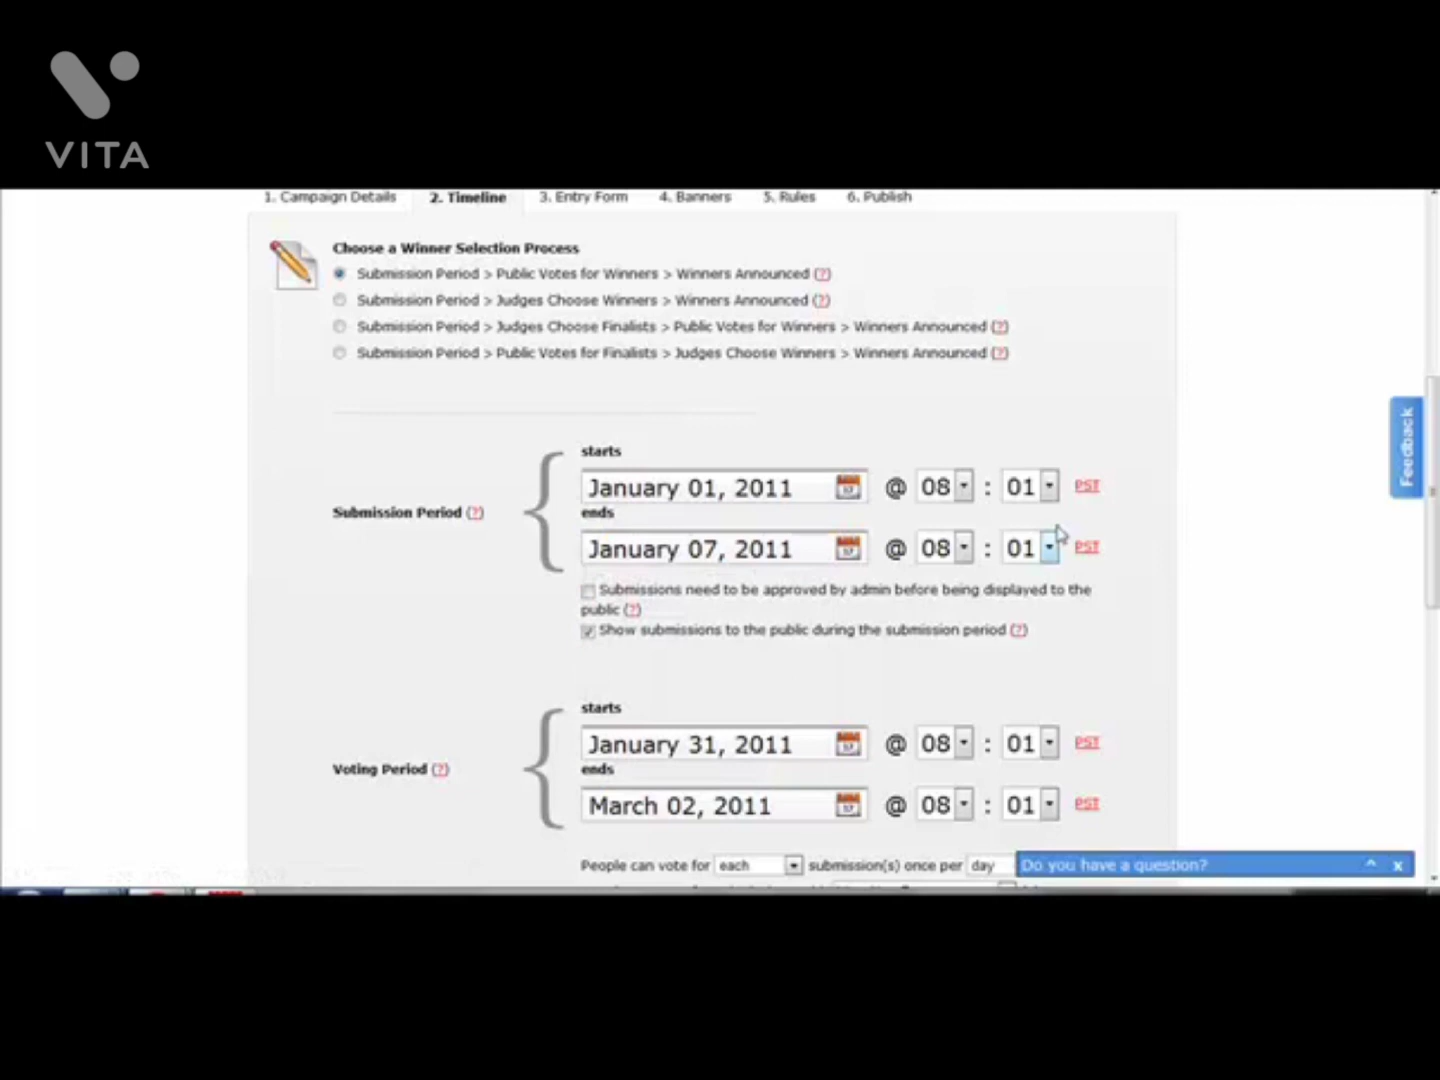 VITA
1. Campaign Details 2. Timeline 3. Entry Form 4. Banners 5. Rules 6. Publish
Choose a Winner Selection Process
Submission Period > Public Votes for Winners > Winners Announced (?)
Submission Period > Judges Choose Winners > Winners Announced (?)
Submission Period > Judges Choose Finalists > Public Votes for Winners > Winners Announced (?)
Submission Period > Public Votes for Finalists > Judges Choose Winners > Winners Announced (?)
Feedback
starts
January 01, 2011 @ 08 : 01 PST
Submission Period (?)
ends
January 07, 2011 @ 08 : 01 PST
Submissions need to be approved by admin before being displayed to the
public (?)
Show submissions to the public during the submission period (?)
starts
January 31, 2011 @ 08 : 01 PST
Voting Period (?)
ends
March 02, 2011 @ 08 : 01 PST
People can vote for each submission(s) once per day
Do you have a question? ^ x